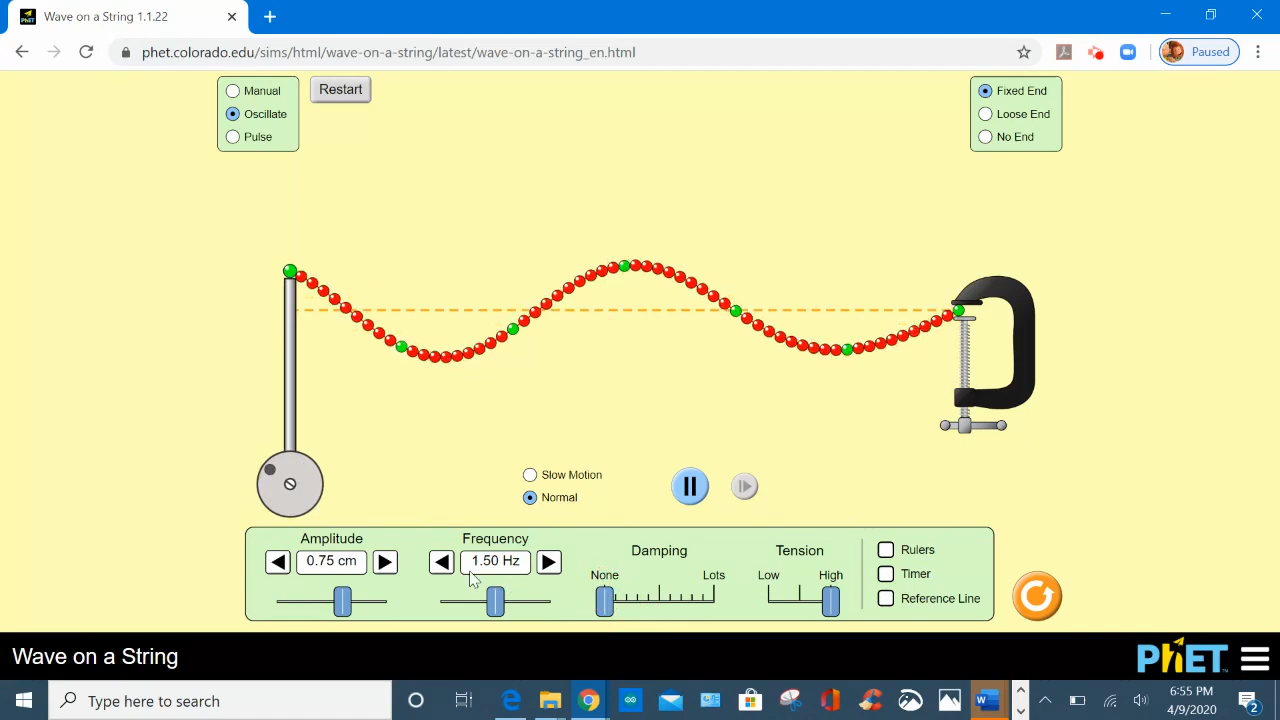 Wave on a String 1.1.22
phet.colorado.edu/sims/html/wave-on-a-string/latest/wave-on-a-string_en.html
Paused
Manual
Oscillate
Pulse
Restart
Fixed End
Loose End
No End
Slow Motion
Normal
Amplitude
0.75 cm
Frequency
1.50 Hz
Damping
None
Lots
Tension
Low
High
Rulers
Timer
Reference Line
Wave on a String
PhET
Type here to search
6:55 PM
4/9/2020
2